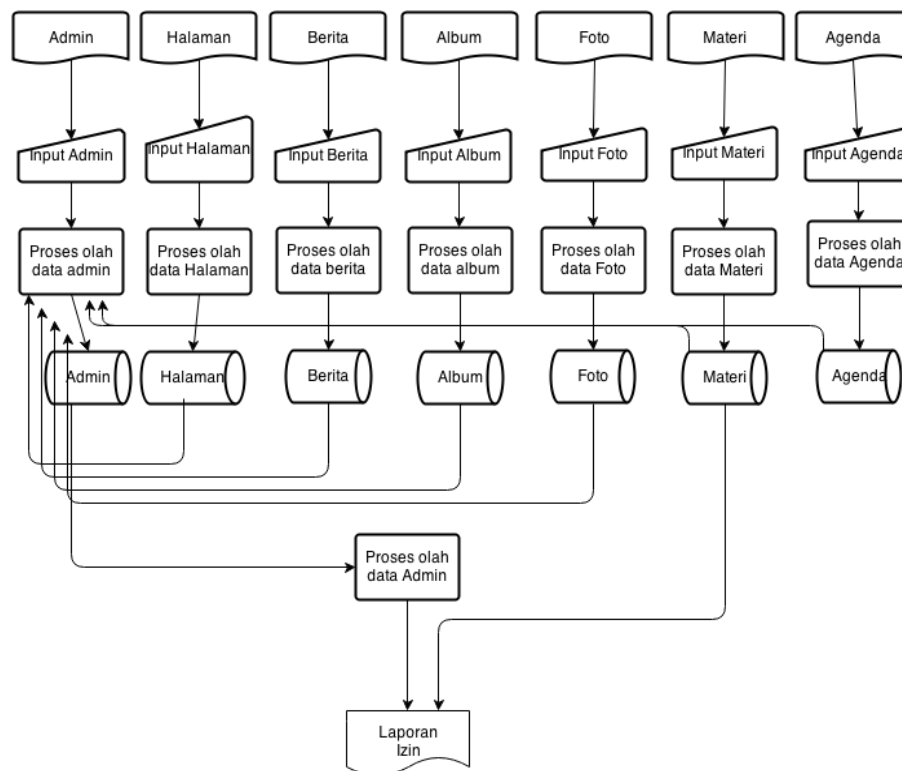 Admin
Halaman
Berita
Album
Foto
Materi
Agenda
Input Admin
Input Halaman
Input Berita
Input Album
Input Foto
Input Materi
Input Agenda
Proses olah
data admin
Proses olah
data Halaman
Proses olah
data berita
Proses olah
data album
Proses olah
data Foto
Proses olah
data Materi
Proses olah
data Agenda
Admin
Halaman
Berita
Album
Foto
Materi
Agenda
Proses olah
data Admin
Laporan
Izin